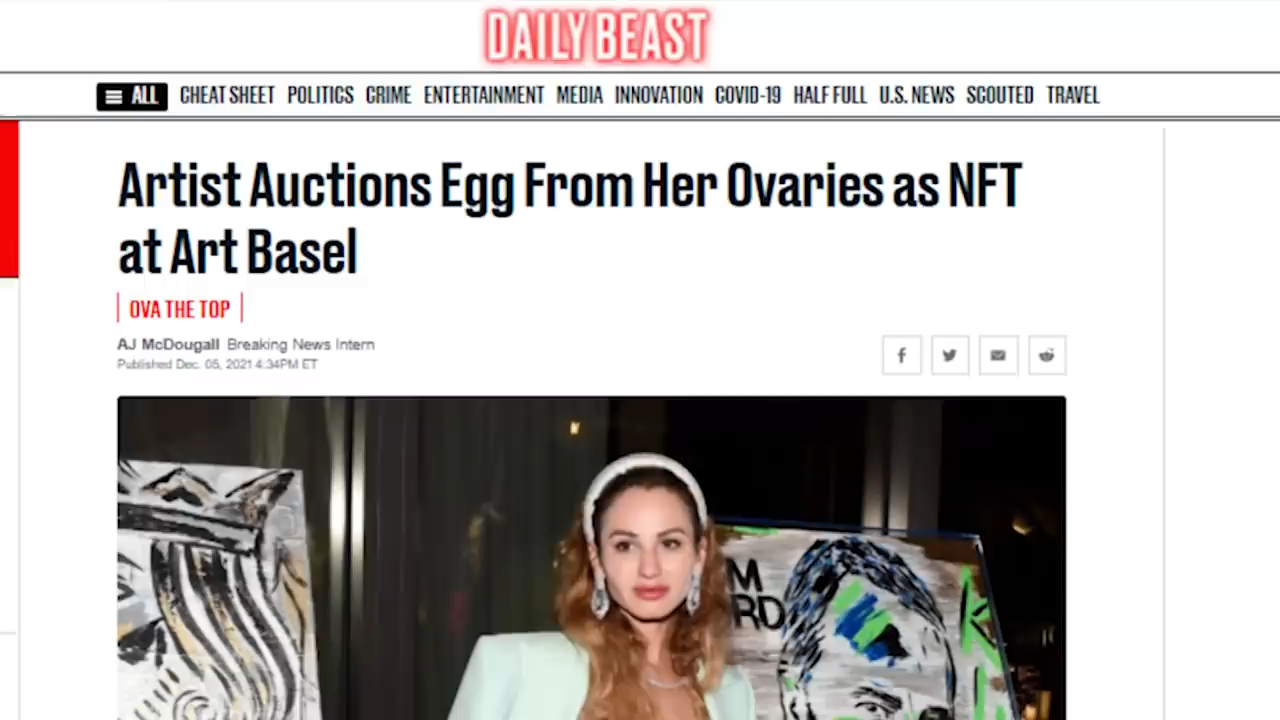 DAILY BEAST
ALL CHEAT SHEET POLITICS CRIME ENTERTAINMENT MEDIA INNOVATION COVID-19 HALF FULL U.S. NEWS SCOUTED TRAVEL
Artist Auctions Egg From Her Ovaries as NFT
at Art Basel
OVA THE TOP
AJ McDougall Breaking News Intern
Published Dec. 05, 2021 4:34PM ET
M
RD
K